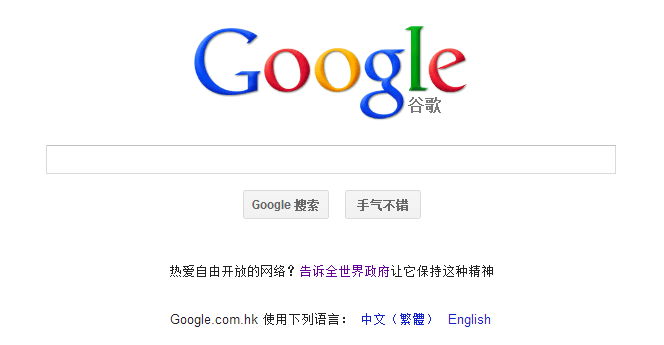 Google
谷歌
Google 搜索 手气不错
热爱自由开放的网络？告诉全世界政府让它保持这种精神
Google.com.hk 使用下列语言： 中文（繁體） English